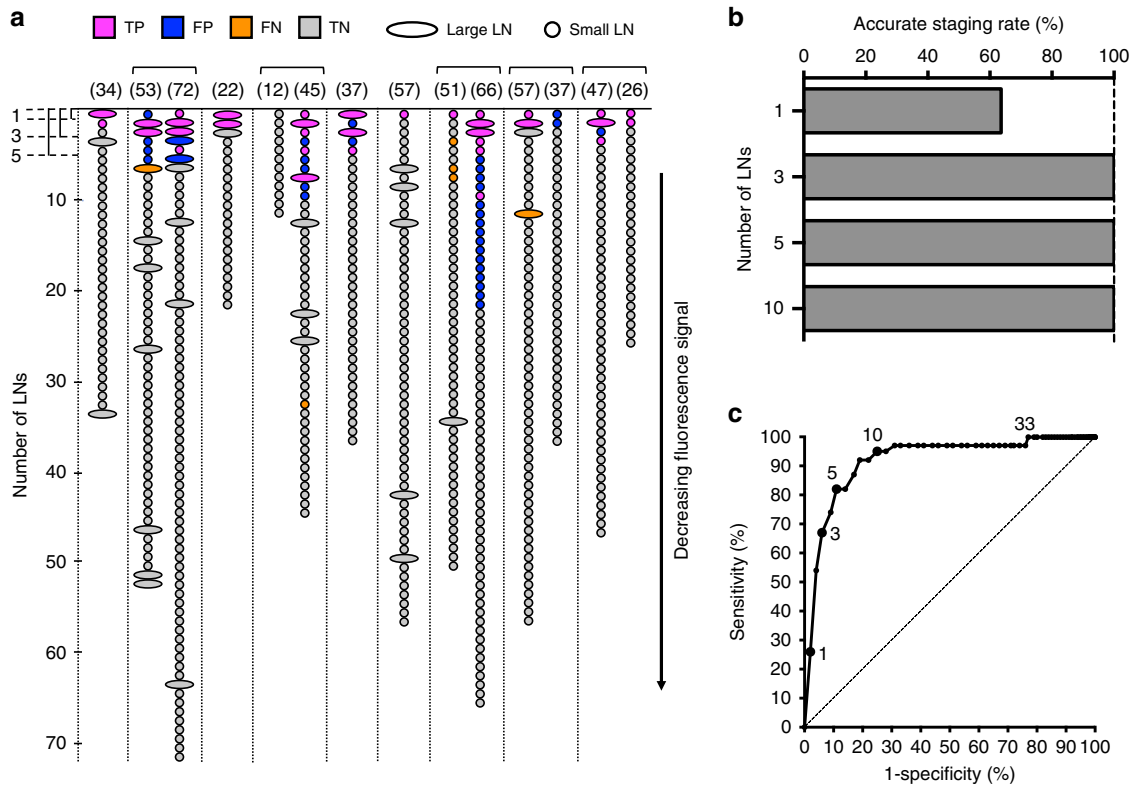 a
TP FP FN TN Large LN Small LN
(34) (53) (72) (22) (12) (45) (37) (57) (51) (66) (57) (37) (47) (26)
1
3
5
10
20
30
40
50
60
70
Number of LNs
Decreasing fluorescence signal
b
Accurate staging rate (%)
0 20 40 60 80 100
1
3
5
10
Number of LNs
c
33
10
5
3
1
100
90
80
70
60
50
40
30
20
10
0
Sensitivity (%)
0 10 20 30 40 50 60 70 80 90 100
1-specificity (%)